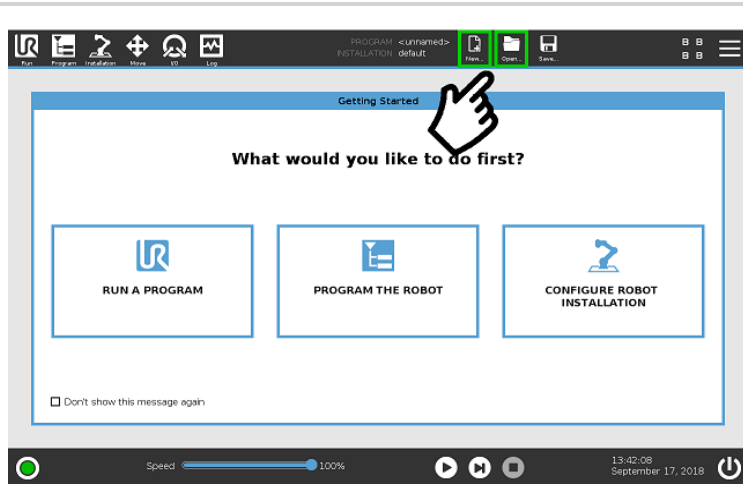 PROGRAM <unnamed>
INSTALLATION default
UR
Run
Program
Installation
Move
I/O
Log
New...
Open...
Save...
B B
B B
Getting Started
What would you like to do first?
UR
RUN A PROGRAM
PROGRAM THE ROBOT
CONFIGURE ROBOT
INSTALLATION
Don't show this message again
Speed
100%
13:42:08
September 17, 2018